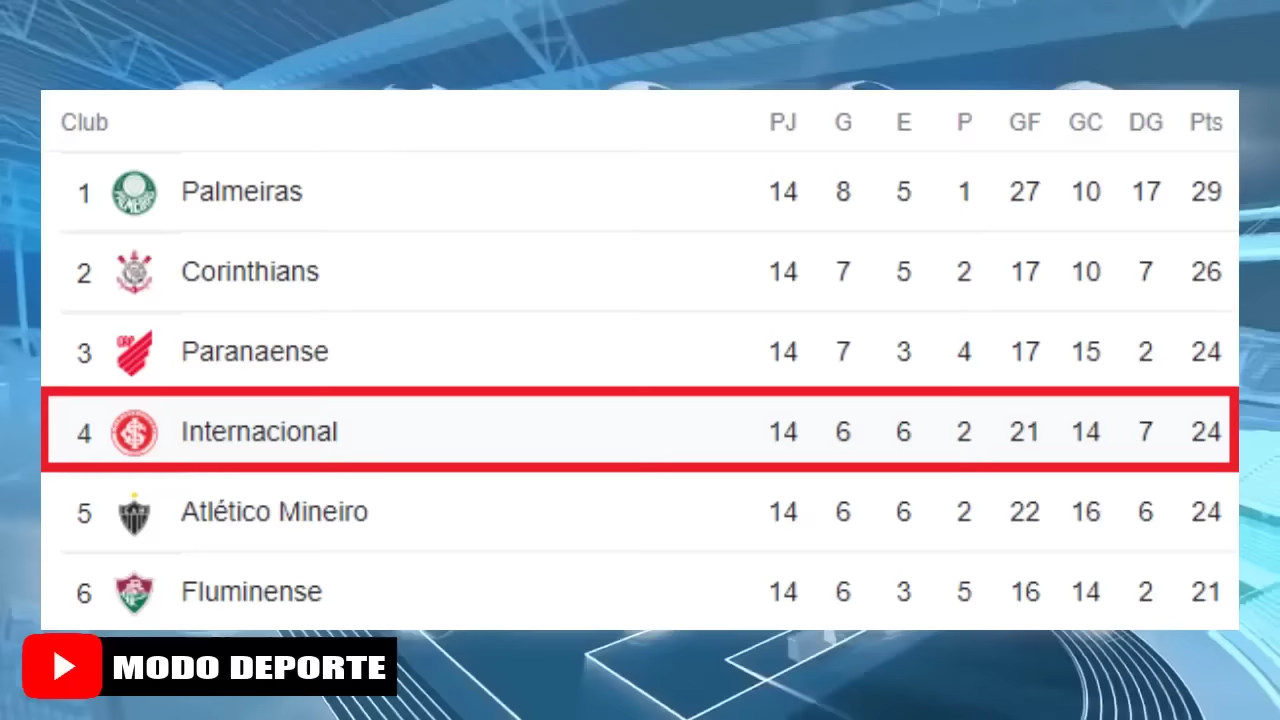 Club PJ G E P GF GC DG Pts
1 Palmeiras 14 8 5 1 27 10 17 29
2 Corinthians 14 7 5 2 17 10 7 26
3 Paranaense 14 7 3 4 17 15 2 24
4 Internacional 14 6 6 2 21 14 7 24
5 Atlético Mineiro 14 6 6 2 22 16 6 24
6 Fluminense 14 6 3 5 16 14 2 21
MODO DEPORTE